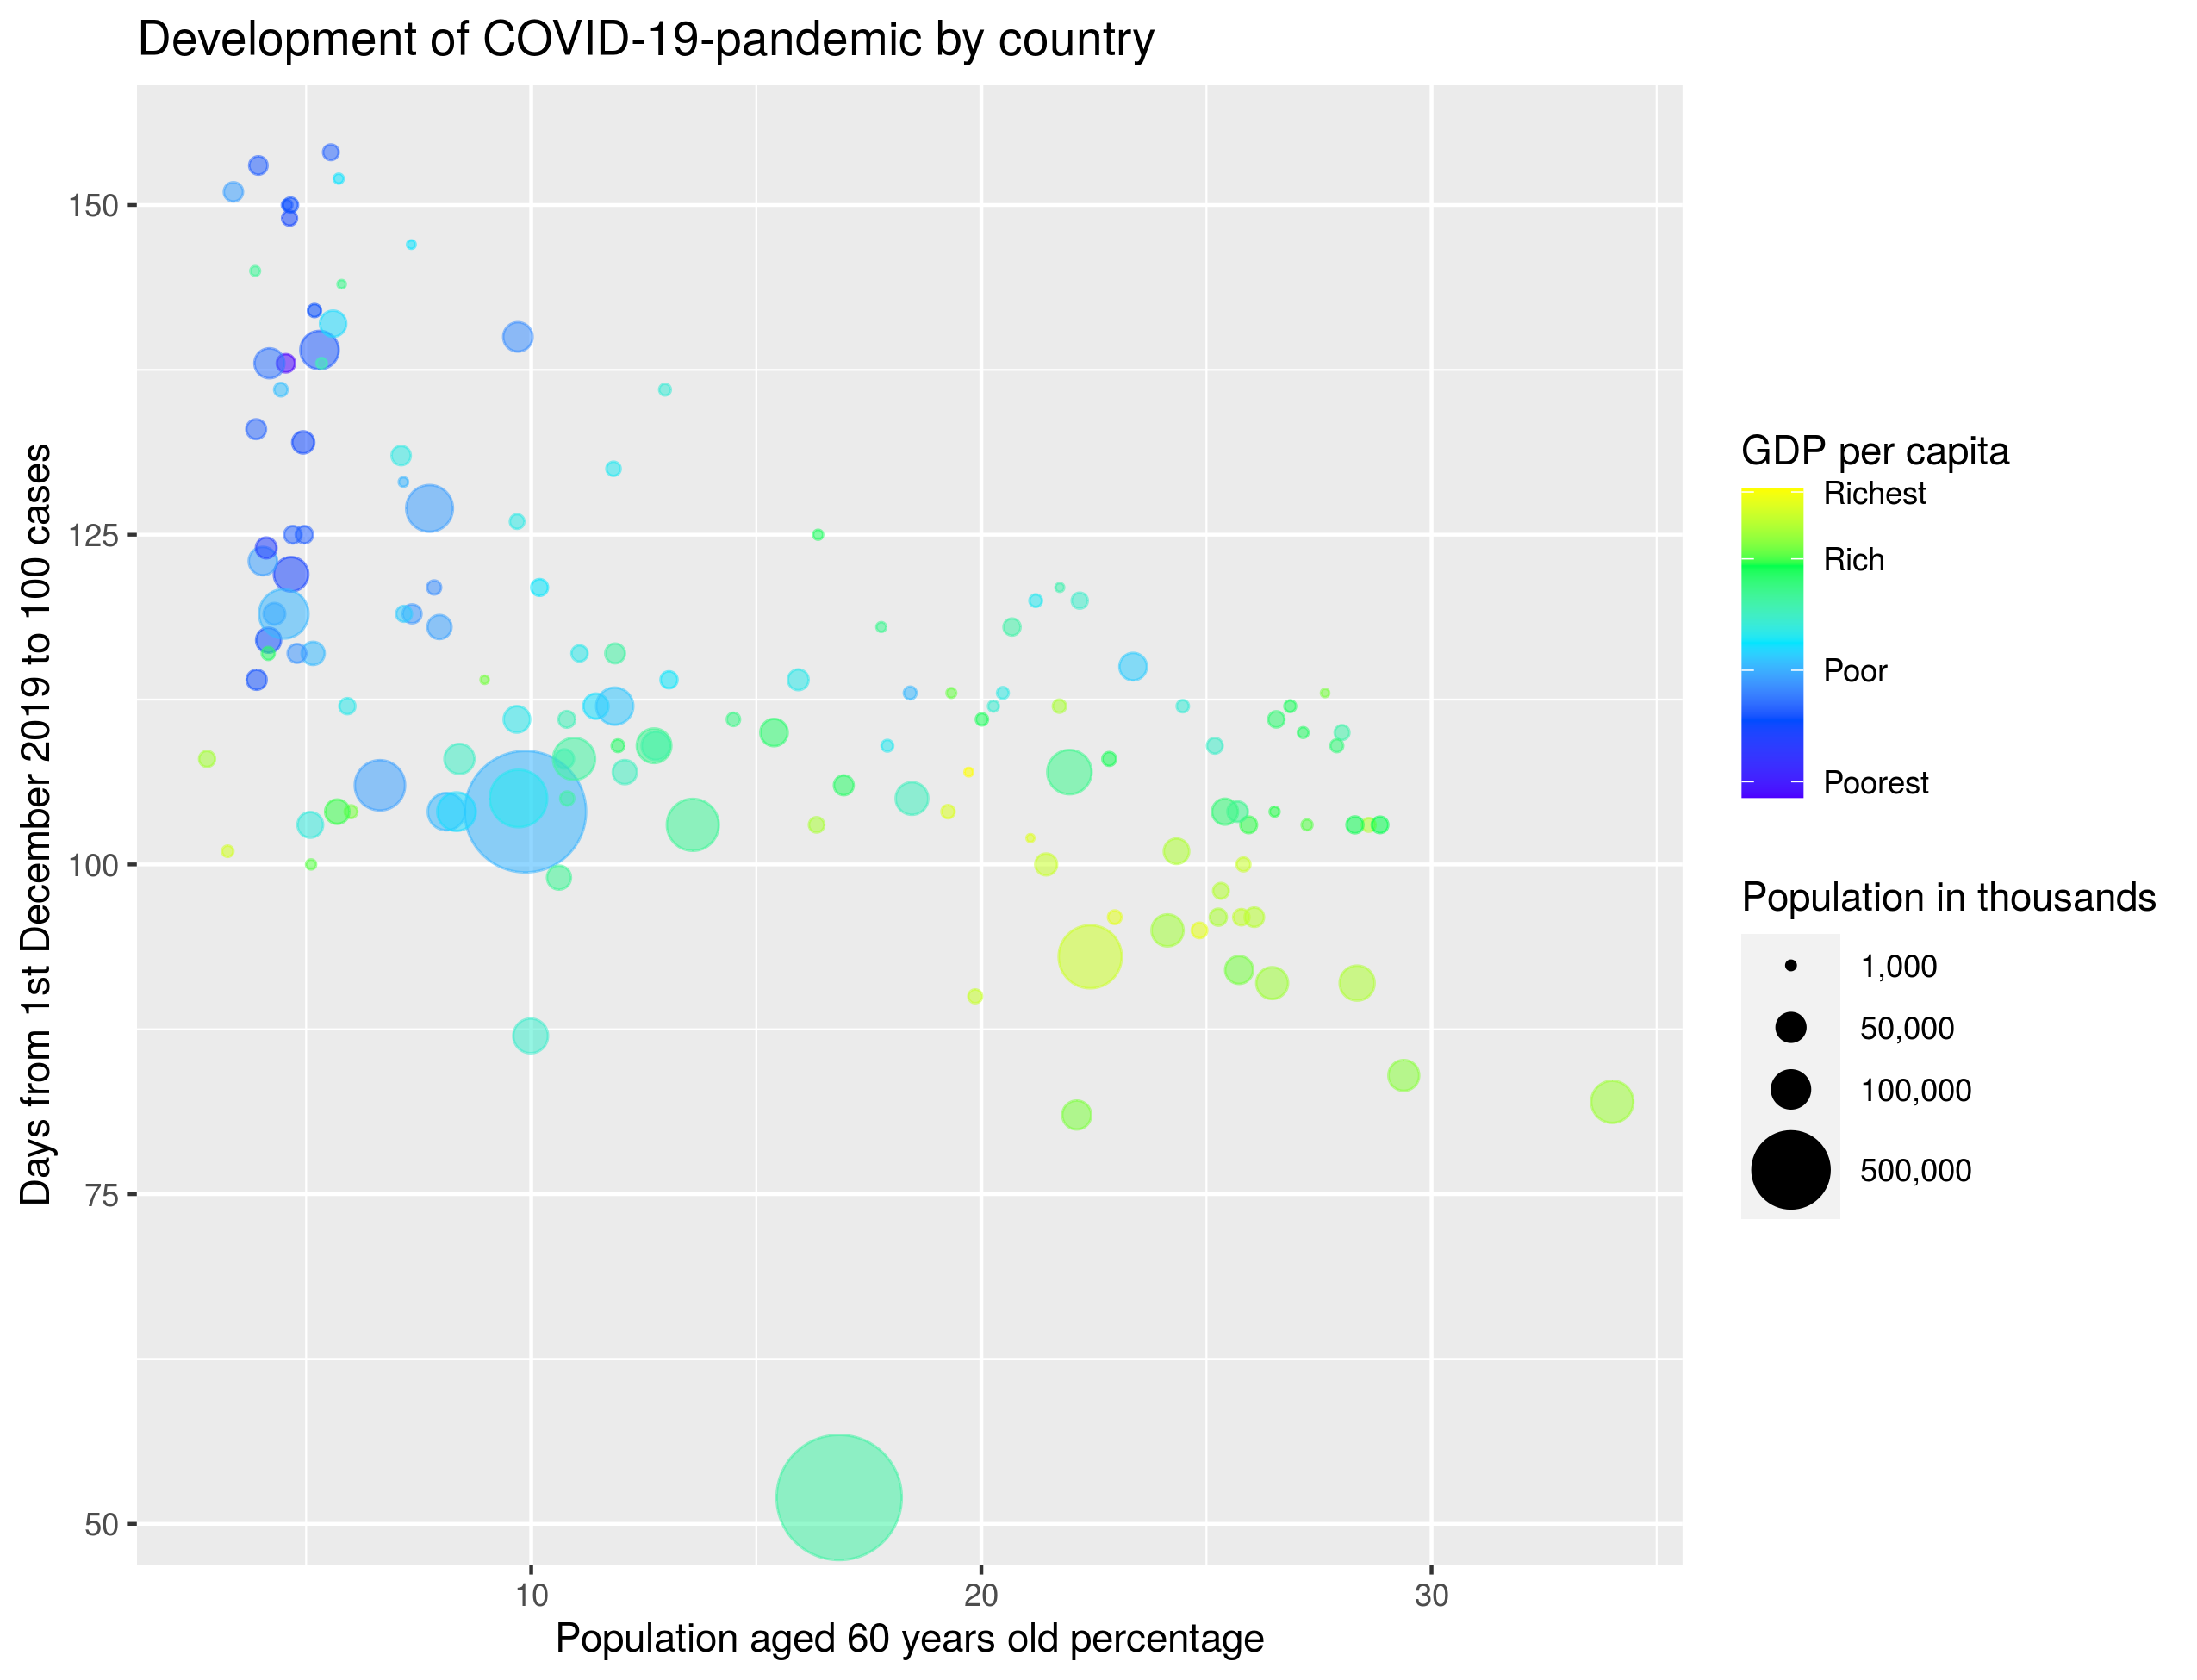 Development of COVID-19-pandemic by country
Days from 1st December 2019 to 100 cases
150
125
100
75
50
10
20
30
Population aged 60 years old percentage
GDP per capita
Richest
Rich
Poor
Poorest
Population in thousands
1,000
50,000
100,000
500,000